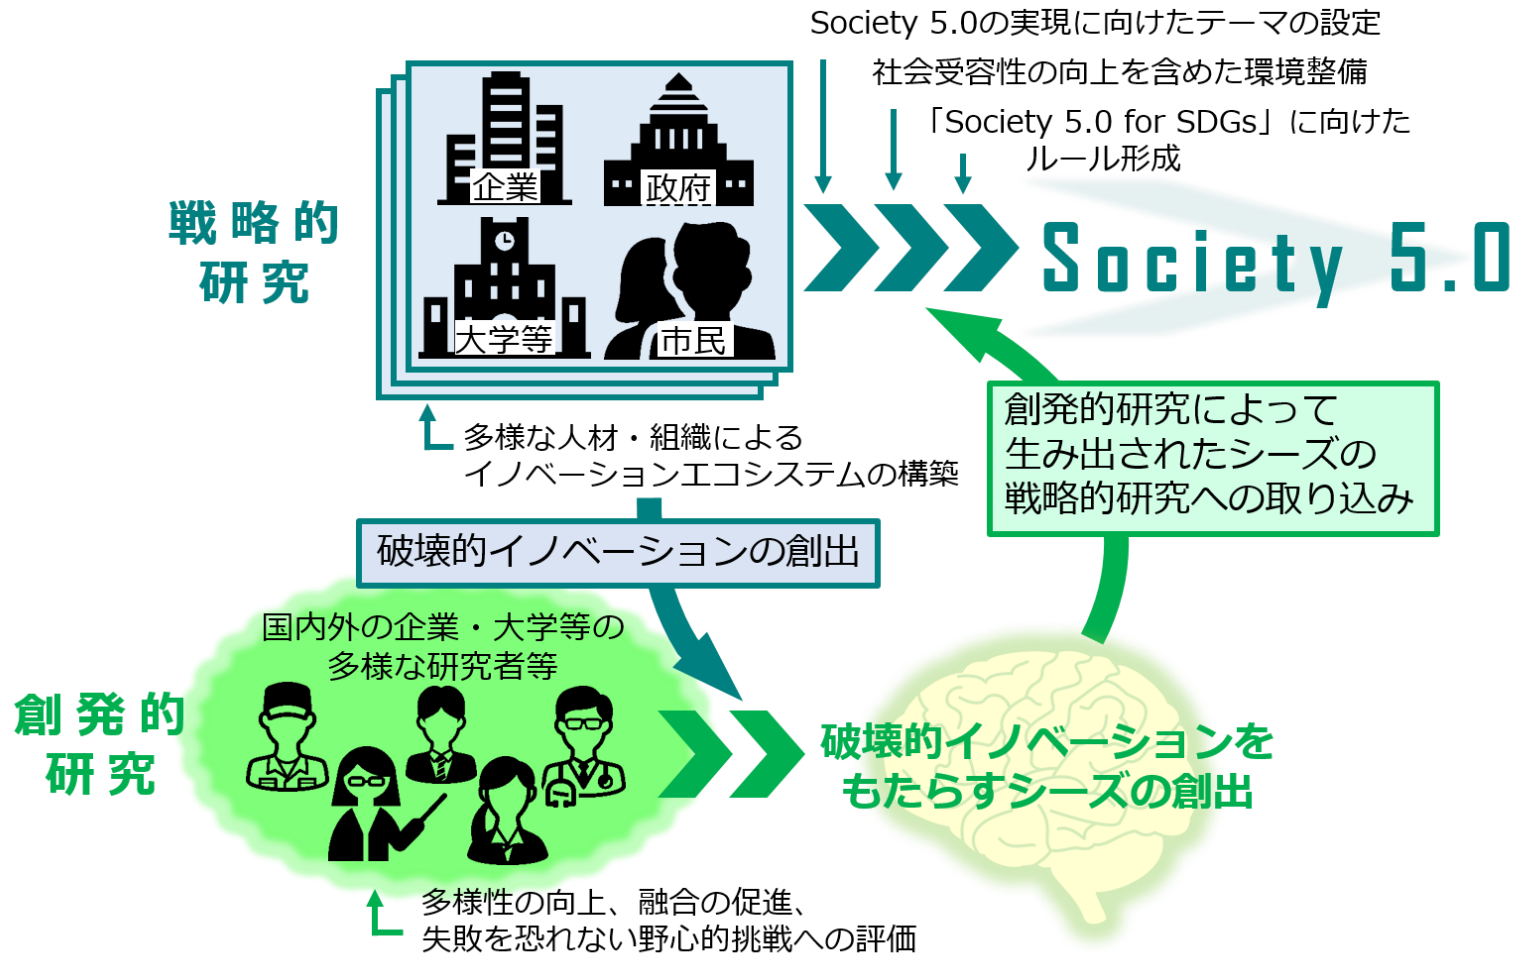 Society 5.0の実現に向けたテーマの設定
社会受容性の向上を含めた環境整備
「Society 5.0 for SDGs」に向けた
ルール形成
戦略的
研究
企業
政府
大学等
市民
Society 5.0
多様な人材・組織による
イノベーションエコシステムの構築
創発的研究によって
生み出されたシーズの
戦略的研究への取り込み
破壊的イノベーションの創出
国内外の企業・大学等の
多様な研究者等
創発的
研究
破壊的イノベーションを
もたらすシーズの創出
多様性の向上、融合の促進、
失敗を恐れない野心的挑戦への評価